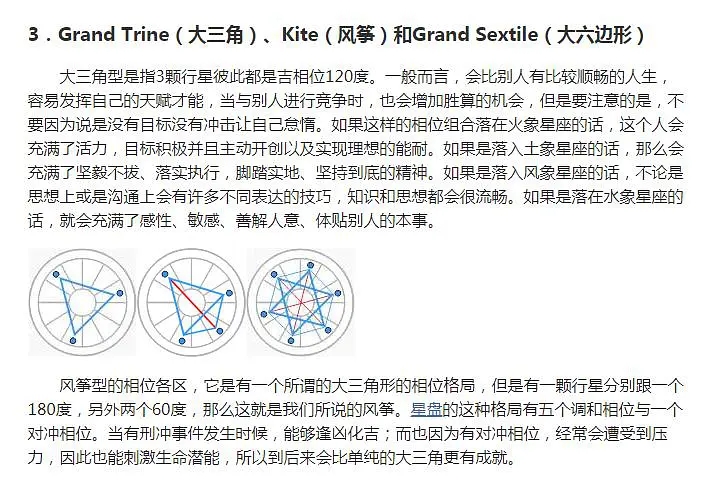 3．Grand Trine（大三角）、Kite（风筝）和Grand Sextile（大六边形）
大三角型是指3颗行星彼此都是吉相位120度。一般而言，会比别人有比较顺畅的人生，
容易发挥自己的天赋才能，当与别人进行竞争时，也会增加胜算的机会，但是要注意的是，不
要因为说是没有目标没有冲击让自己怠惰。如果这样的相位组合落在火象星座的话，这个人会
充满了活力，目标积极并且主动开创以及实现理想的能耐。如果是落入土象星座的话，那么会
充满了坚毅不拔、落实执行，脚踏实地、坚持到底的精神。如果是落入风象星座的话，不论是
思想上或是沟通上会有许多不同表达的技巧，知识和思想都会很流畅。如果是落在水象星座的
话，就会充满了感性、敏感、善解人意、体贴别人的本事。
风筝型的相位各区，它是有一个所谓的大三角形的相位格局，但是有一颗行星分别跟一个
180度，另外两个60度，那么这就是我们所说的风筝。星盘的这种格局有五个调和相位与一个
对冲相位。当有刑冲事件发生时候，能够逢凶化吉；而也因为有对冲相位，经常会遭受到压
力，因此也能刺激生命潜能，所以到后来会比单纯的大三角更有成就。